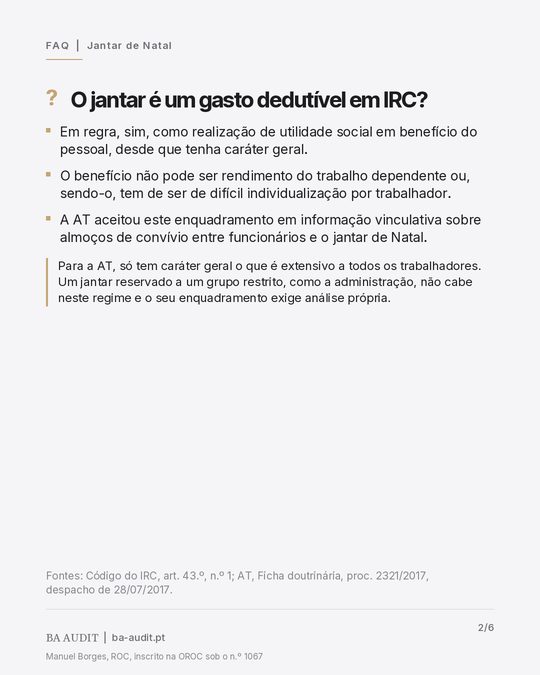 FAQ | Jantar de Natal
? O jantar é um gasto dedutível em IRC?
Em regra, sim, como realização de utilidade social em benefício do
pessoal, desde que tenha caráter geral.
O benefício não pode ser rendimento do trabalho dependente ou,
sendo-o, tem de ser de difícil individualização por trabalhador.
A AT aceitou este enquadramento em informação vinculativa sobre
almoços de convívio entre funcionários e o jantar de Natal.
Para a AT, só tem caráter geral o que é extensivo a todos os trabalhadores.
Um jantar reservado a um grupo restrito, como a administração, não cabe
neste regime e o seu enquadramento exige análise própria.
Fontes: Código do IRC, art. 43.º, n.º 1; AT, Ficha doutrinária, proc. 2321/2017,
despacho de 28/07/2017.
BA AUDIT | ba-audit.pt
2/6
Manuel Borges, ROC, inscrito na OROC sob o n.º 1067